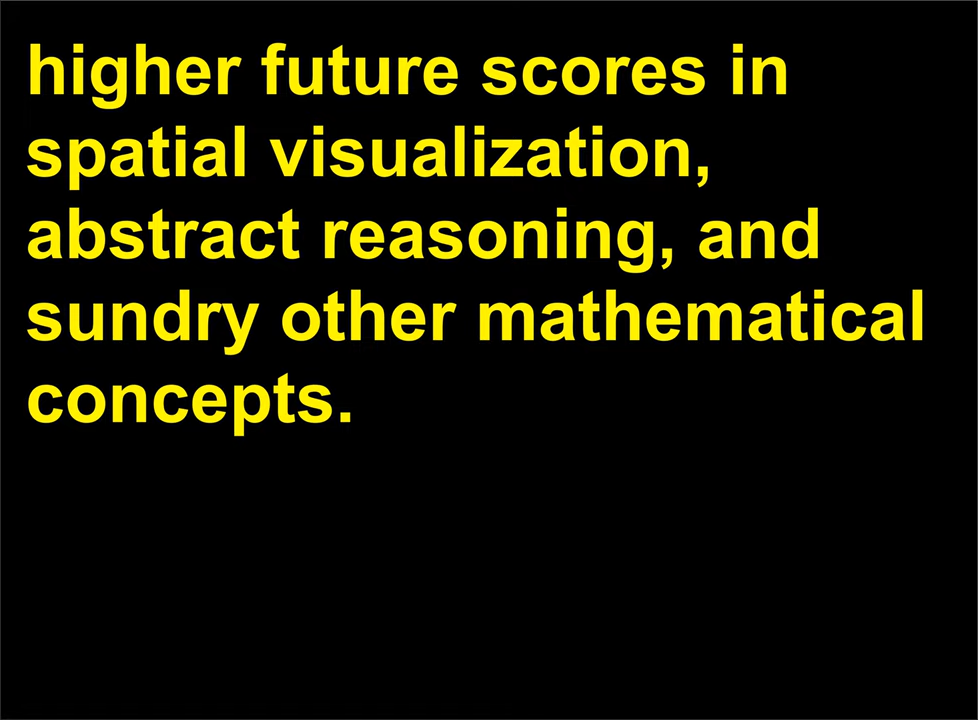 higher future scores in
spatial visualization,
abstract reasoning, and
sundry other mathematical
concepts.